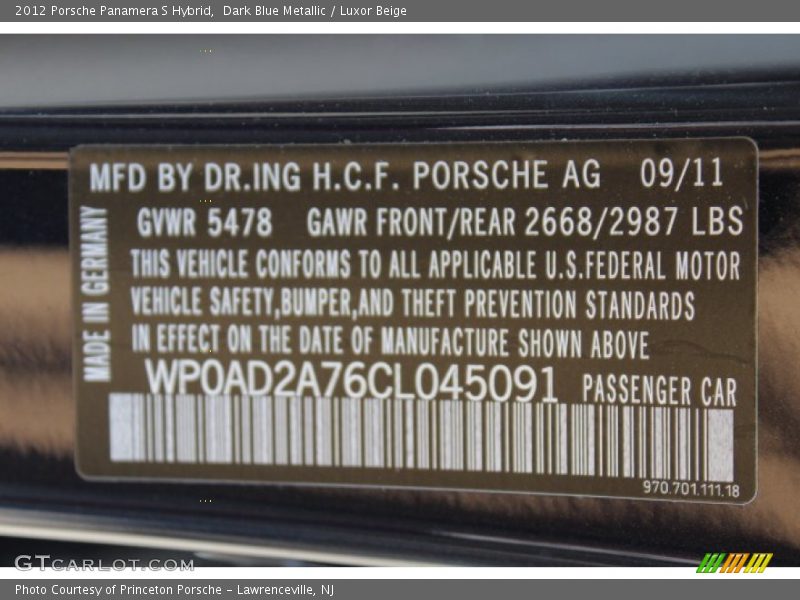 2012 Porsche Panamera S Hybrid,  Dark Blue Metallic / Luxor Beige
MFD BY DR.ING H.C.F. PORSCHE AG 09/11
GVWR 5478 GAWR FRONT/REAR 2668/2987 LBS
THIS VEHICLE CONFORMS TO ALL APPLICABLE U.S.FEDERAL MOTOR
VEHICLE SAFETY,BUMPER,AND THEFT PREVENTION STANDARDS
IN EFFECT ON THE DATE OF MANUFACTURE SHOWN ABOVE
MADE IN GERMANY
WP0AD2A76CL045091 PASSENGER CAR
970.701.111.18
GTCARLOT.COM
Photo Courtesy of Princeton Porsche - Lawrenceville, NJ